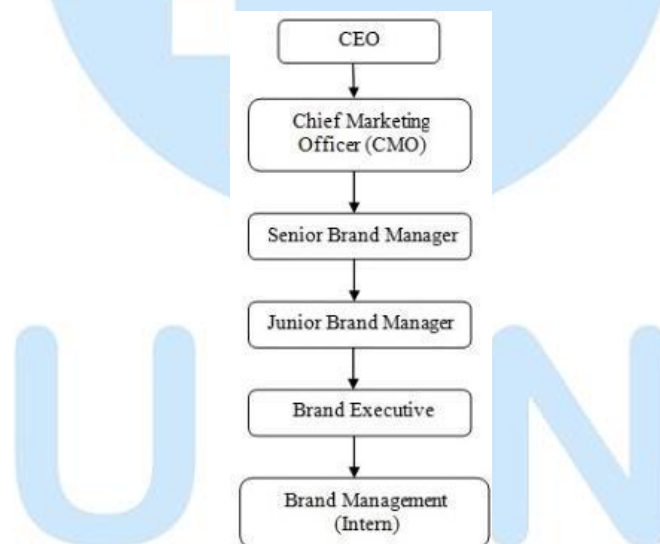 CEO
Chief Marketing
Officer (CMO)
Senior Brand Manager
Junior Brand Manager
Brand Executive
Brand Management
(Intern)
U N